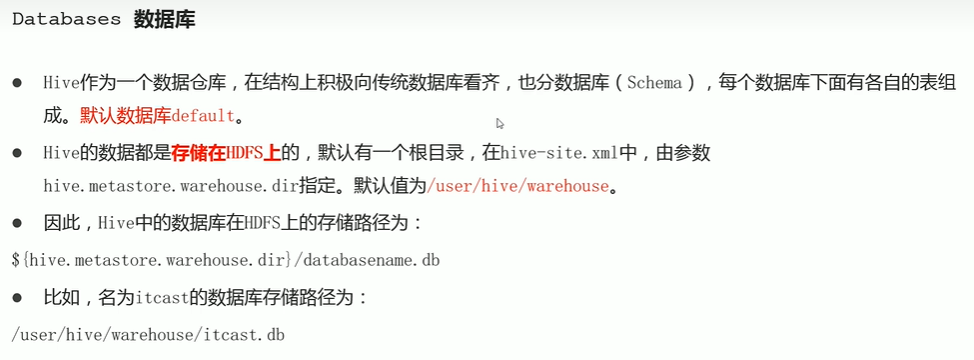 Databases 数据库
● Hive作为一个数据仓库，在结构上积极向传统数据库看齐，也分数据库（Schema），每个数据库下面有各自的表组
成。默认数据库default。
● Hive的数据都是存储在HDFS上的，默认有一个根目录，在hive-site.xml中，由参数
hive.metastore.warehouse.dir指定。默认值为/user/hive/warehouse。
● 因此，Hive中的数据库在HDFS上的存储路径为：
${hive.metastore.warehouse.dir}/databasename.db
● 比如，名为itcast的数据库存储路径为：
/user/hive/warehouse/itcast.db